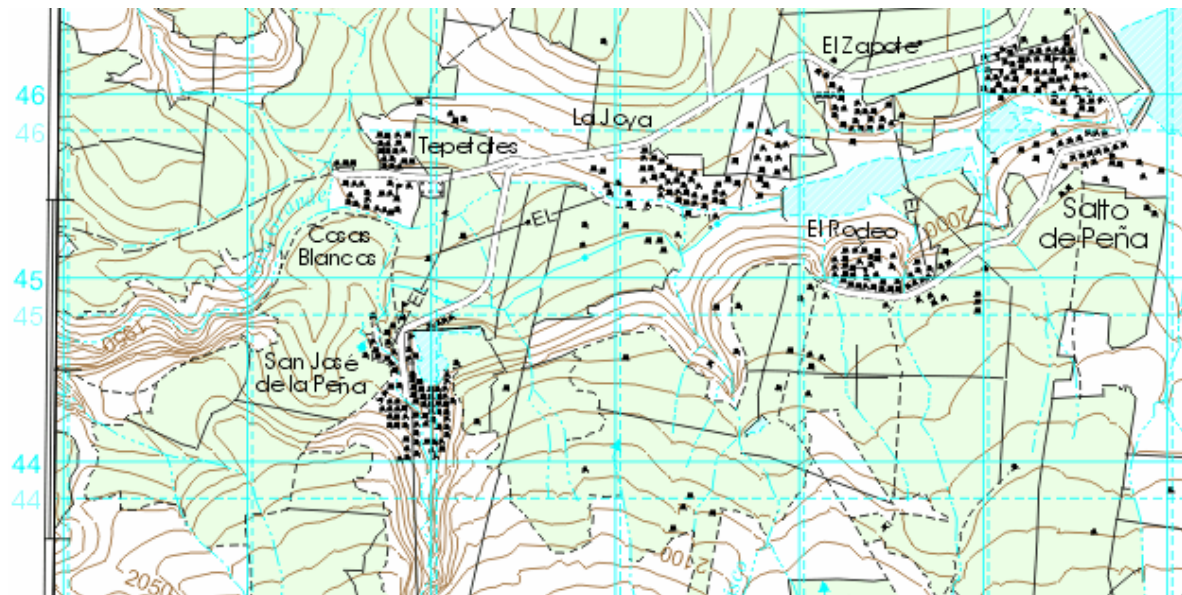 El Zapote
46
La Joya
46
Tepetates
Salto
de Peña
EL
EL
2000
El Rodeo
Casas
Blancas
45
EL
45
1950
San José
de la Peña
44
44
2100
2050